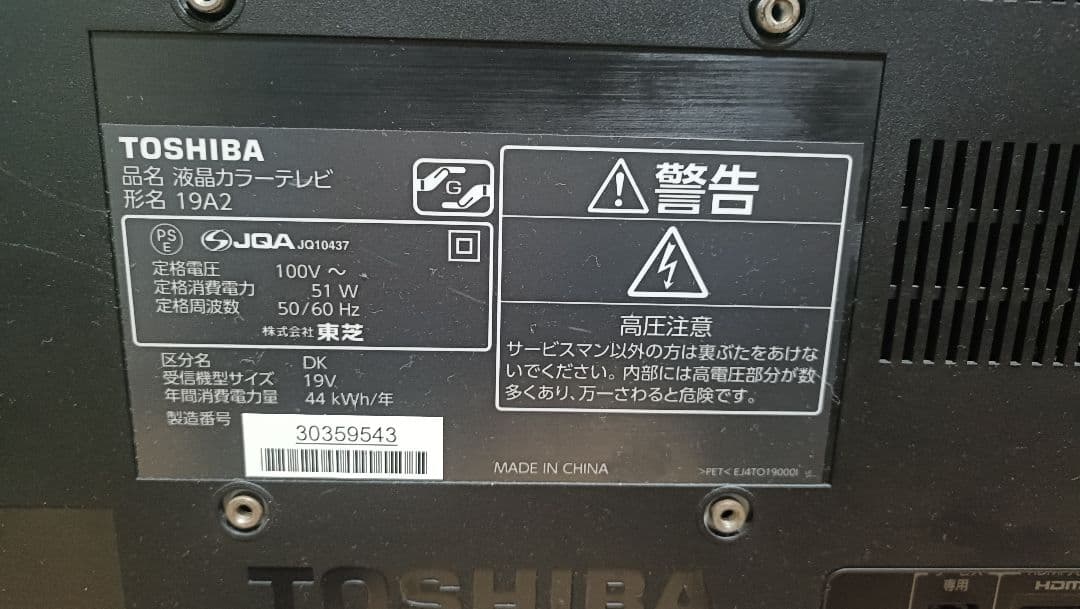 TOSHIBA
品名 液晶カラーテレビ
形名 19A2
G
PS
E
JQA JQ10437
定格電圧 100V ～
定格消費電力 51 W
定格周波数 50/60 Hz
株式会社 東芝
区分名 DK
受信機型サイズ 19V
年間消費電力量 44 kWh/年
製造番号
30359543
警告
高圧注意
サービスマン以外の方は裏ぶたをあけな
いでください。内部には高電圧部分が数
多くあり、万一さわると危険です。
MADE IN CHINA
>PET< EJ4TO19000I
TOSHIBA
専用
HDMI